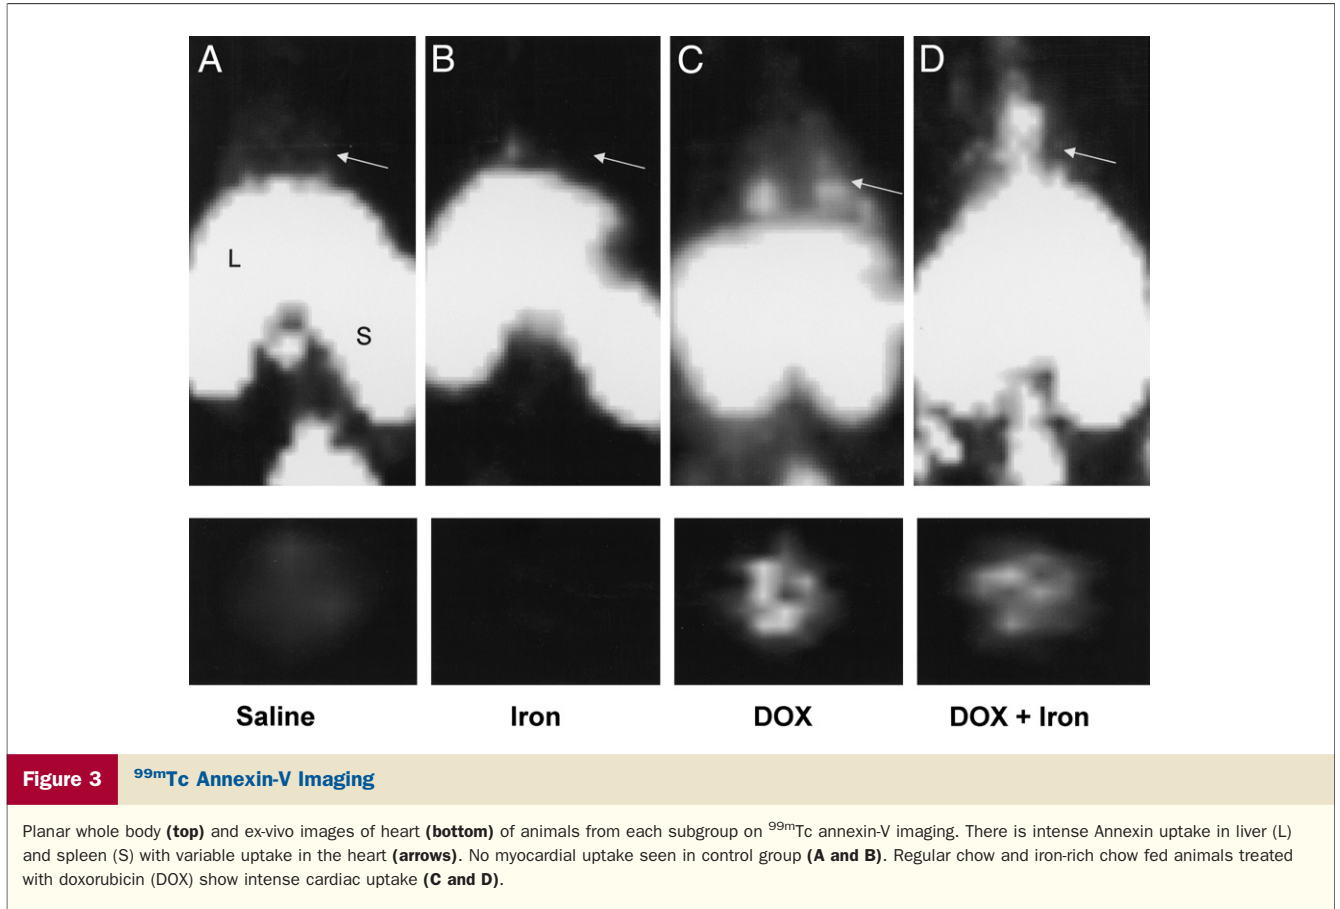 A B C D
L
S
Saline Iron DOX DOX + Iron
Figure 3 99mTc Annexin-V Imaging
Planar whole body (top) and ex-vivo images of heart (bottom) of animals from each subgroup on 99mTc annexin-V imaging. There is intense Annexin uptake in liver (L)
and spleen (S) with variable uptake in the heart (arrows). No myocardial uptake seen in control group (A and B). Regular chow and iron-rich chow fed animals treated
with doxorubicin (DOX) show intense cardiac uptake (C and D).